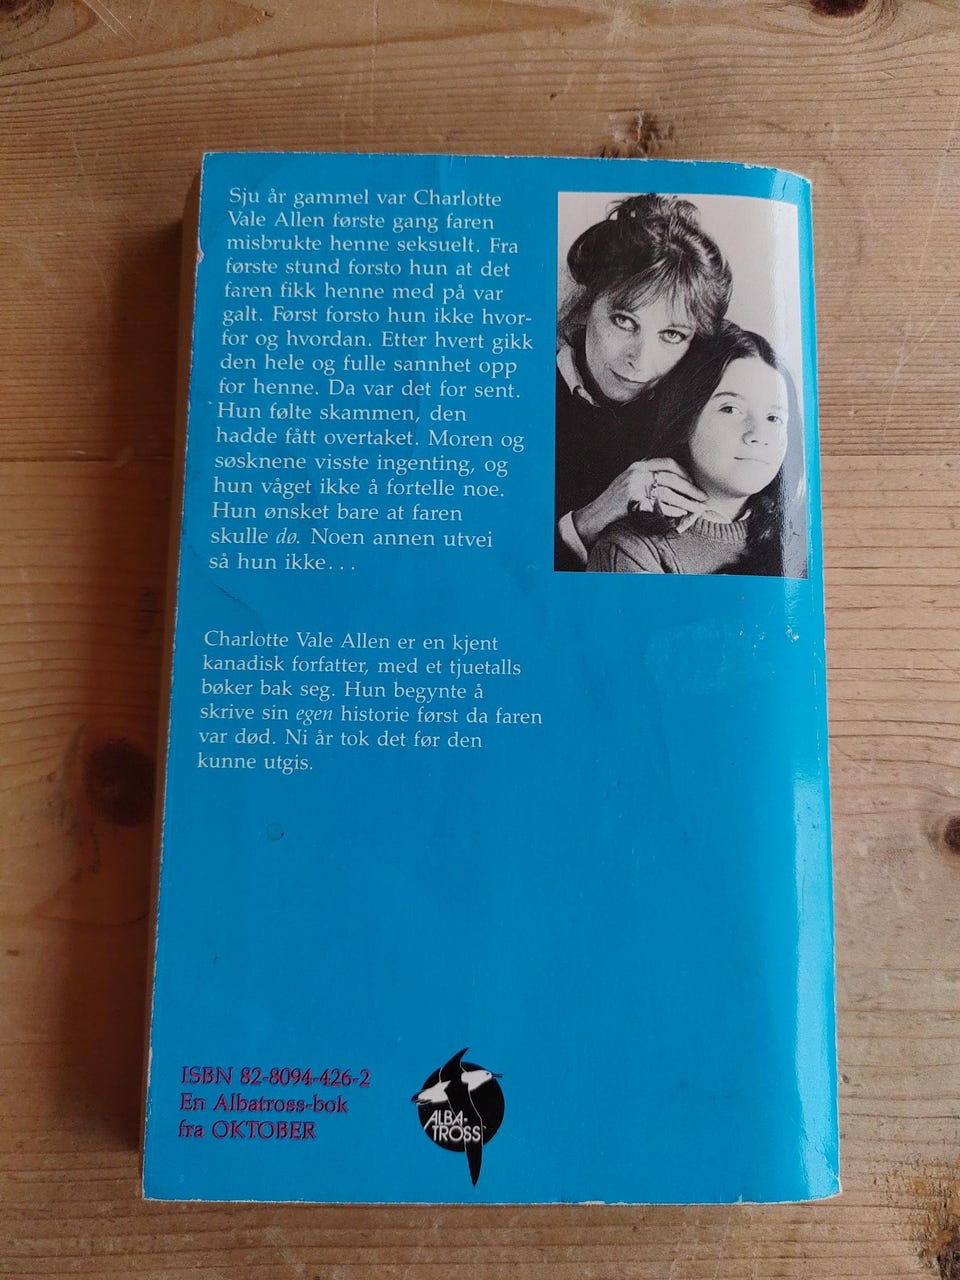 Sju år gammel var Charlotte
Vale Allen første gang faren
misbrukte henne seksuelt. Fra
første stund forsto hun at det
faren fikk henne med på var
galt. Først forsto hun ikke hvor-
for og hvordan. Etter hvert gikk
den hele og fulle sannhet opp
for henne. Da var det for sent.
Hun følte skammen, den
hadde fått overtaket. Moren og
søsknene visste ingenting, og
hun våget ikke å fortelle noe.
Hun ønsket bare at faren
skulle dø. Noen annen utvei
så hun ikke...
Charlotte Vale Allen er en kjent
kanadisk forfatter, med et tjuetalls
bøker bak seg. Hun begynte å
skrive sin egen historie først da faren
var død. Ni år tok det før den
kunne utgis.
ISBN 82-8094-426-2
En Albatross-bok
fra OKTOBER
ALBA-
TROSS